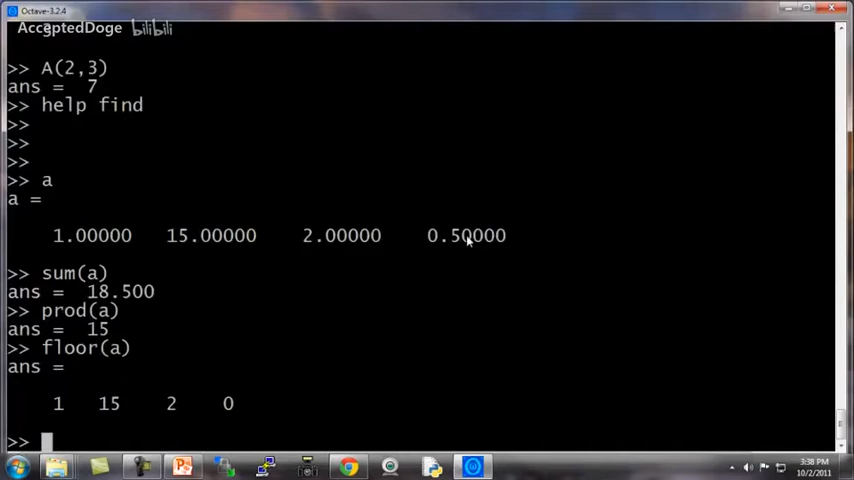 Octave-3.2.4
AcceptedDoge bilibili
>> A(2,3)
ans =  7
>> help find
>>
>>
>>
>> a
a =
1.00000   15.00000    2.00000    0.50000
>> sum(a)
ans =  18.500
>> prod(a)
ans =  15
>> floor(a)
ans =
1   15    2    0
>>
3:38 PM
10/2/2011